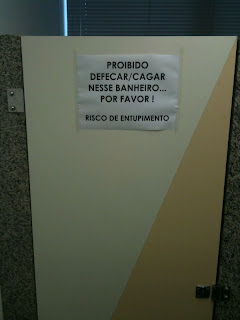 PROIBIDO
DEFECAR/CAGAR
NESSE BANHEIRO...
POR FAVOR !
RISCO DE ENTUPIMENTO